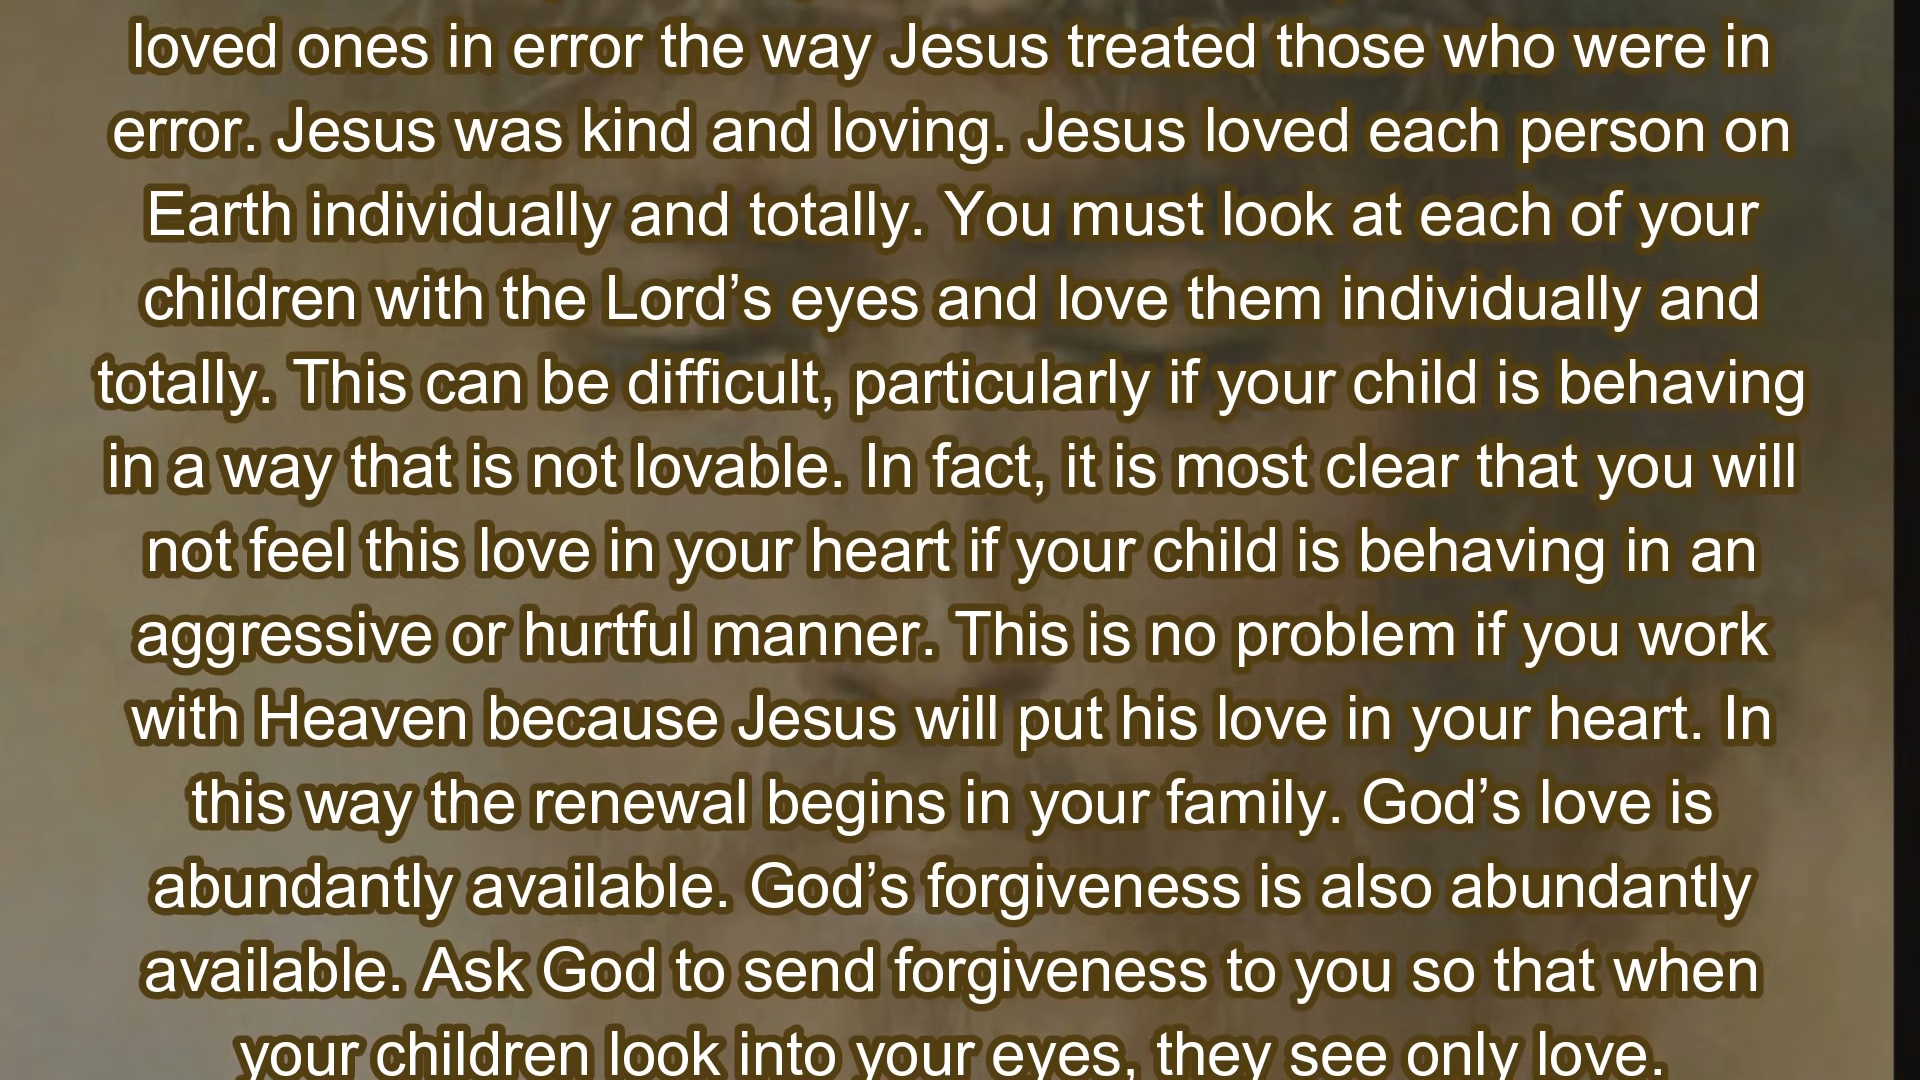 loved ones in error the way Jesus treated those who were in
error. Jesus was kind and loving. Jesus loved each person on
Earth individually and totally. You must look at each of your
children with the Lord’s eyes and love them individually and
totally. This can be difficult, particularly if your child is behaving
in a way that is not lovable. In fact, it is most clear that you will
not feel this love in your heart if your child is behaving in an
aggressive or hurtful manner. This is no problem if you work
with Heaven because Jesus will put his love in your heart. In
this way the renewal begins in your family. God’s love is
abundantly available. God’s forgiveness is also abundantly
available. Ask God to send forgiveness to you so that when
your children look into your eyes, they see only love.